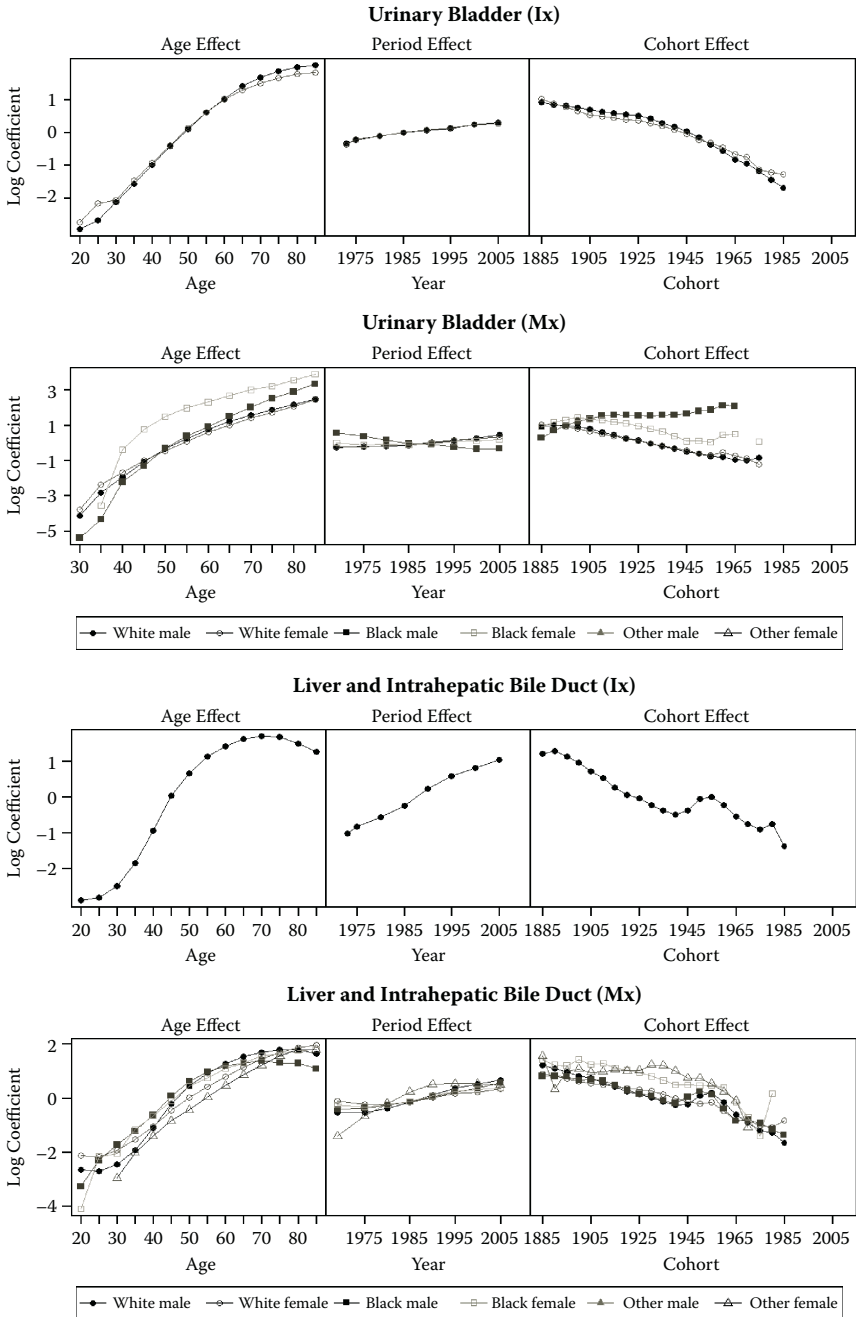 Urinary Bladder (Ix)
Age Effect Period Effect Cohort Effect
Log Coefficient
1
0
−1
−2
20 30 40 50 60 70 80 1975 1985 1995 2005 1885 1905 1925 1945 1965 1985 2005
Age Year Cohort
Urinary Bladder (Mx)
Age Effect Period Effect Cohort Effect
Log Coefficient
3
1
−1
−3
−5
30 40 50 60 70 80 1975 1985 1995 2005 1885 1905 1925 1945 1965 1985 2005
Age Year Cohort
White male White female Black male Black female Other male Other female
Liver and Intrahepatic Bile Duct (Ix)
Age Effect Period Effect Cohort Effect
Log Coefficient
1
0
−1
−2
20 30 40 50 60 70 80 1975 1985 1995 2005 1885 1905 1925 1945 1965 1985 2005
Age Year Cohort
Liver and Intrahepatic Bile Duct (Mx)
Age Effect Period Effect Cohort Effect
Log Coefficient
2
0
−2
−4
20 30 40 50 60 70 80 1975 1985 1995 2005 1885 1905 1925 1945 1965 1985 2005
Age Year Cohort
White male White female Black male Black female Other male Other female